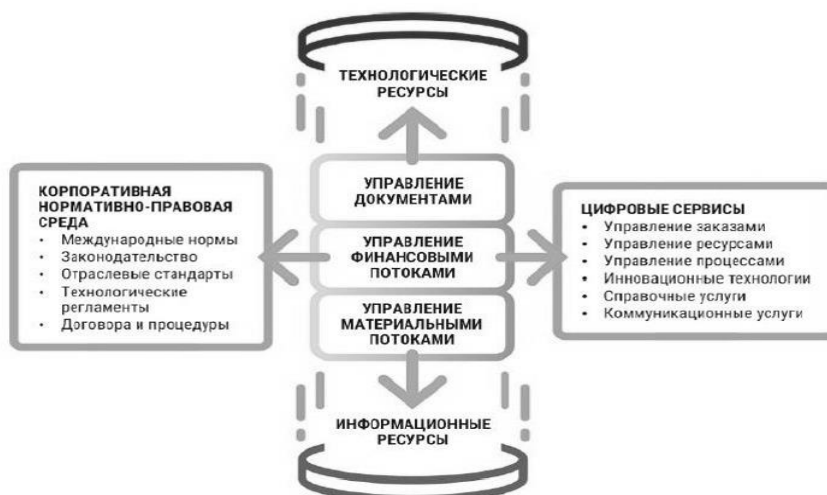 ТЕХНОЛОГИЧЕСКИЕ
РЕСУРСЫ
КОРПОРАТИВНАЯ
НОРМАТИВНО-ПРАВОВАЯ
СРЕДА
• Международные нормы
• Законодательство
• Отраслевые стандарты
• Технологические
регламенты
• Договора и процедуры
УПРАВЛЕНИЕ
ДОКУМЕНТАМИ
УПРАВЛЕНИЕ
ФИНАНСОВЫМИ
ПОТОКАМИ
УПРАВЛЕНИЕ
МАТЕРИАЛЬНЫМИ
ПОТОКАМИ
ЦИФРОВЫЕ СЕРВИСЫ
• Управление заказами
• Управление ресурсами
• Управление процессами
• Инновационные технологии
• Справочные услуги
• Коммуникационные услуги
ИНФОРМАЦИОННЫЕ
РЕСУРСЫ